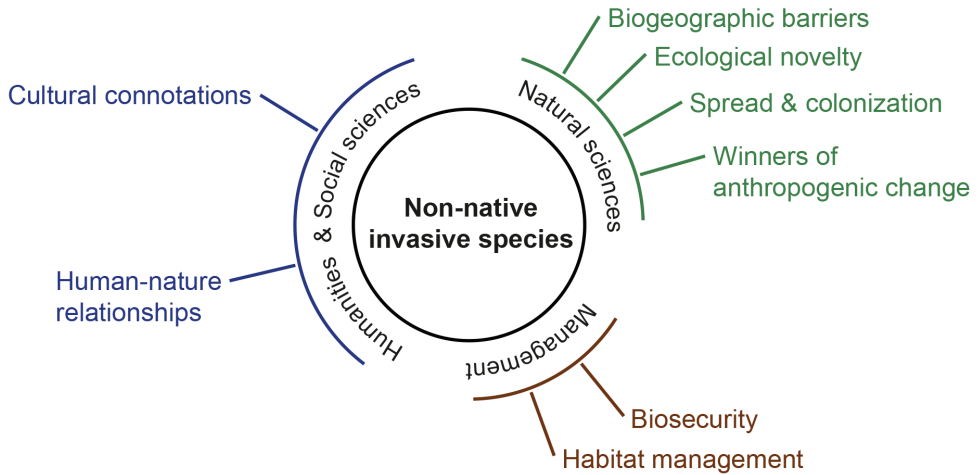 Biogeographic barriers
Ecological novelty
Cultural connotations
Spread & colonization
Natural sciences
Winners of
anthropogenic change
Humanities & Social sciences
Non-native
invasive species
Human-nature
relationships
Management
Biosecurity
Habitat management